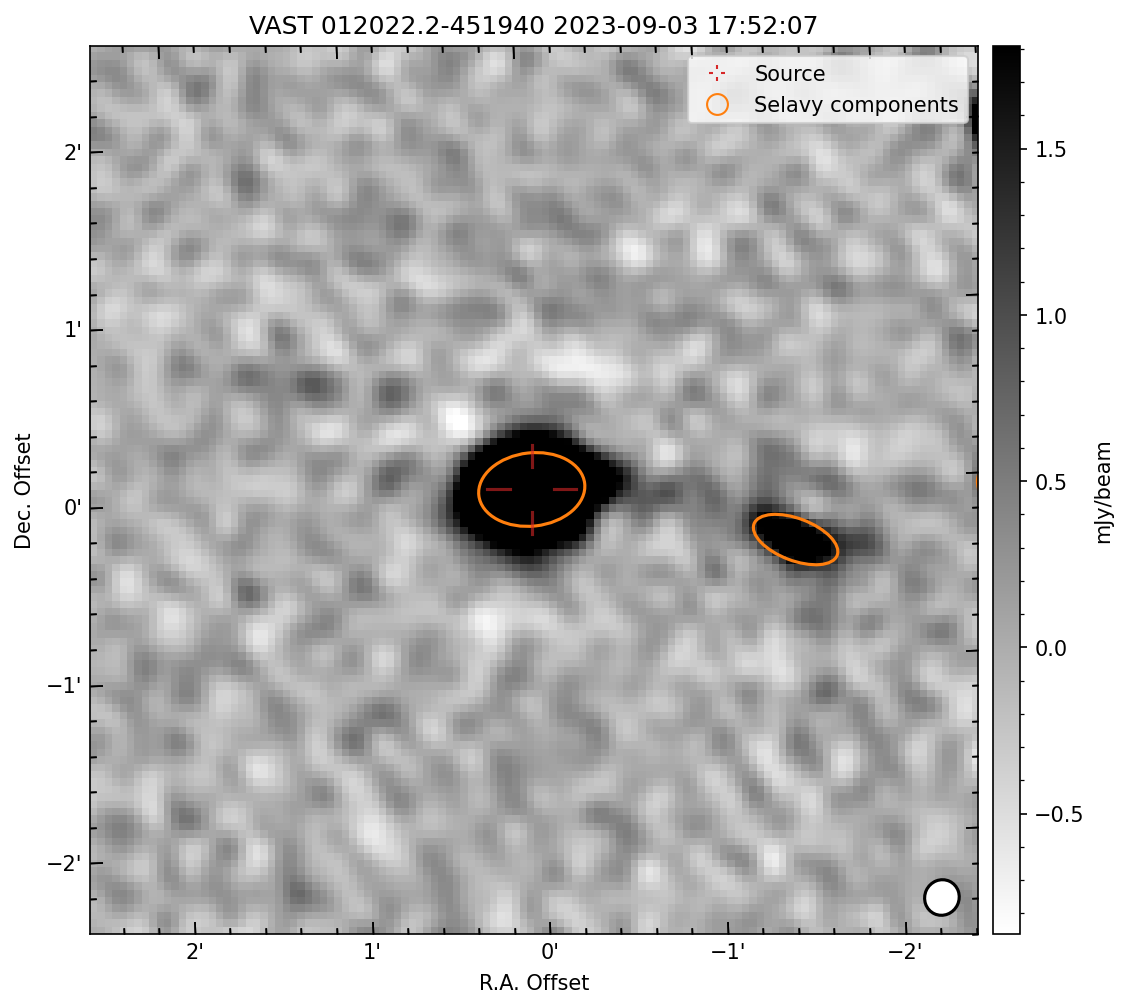 VAST 012022.2-451940 2023-09-03 17:52:07
Source
Selavy components
2'
1'
0'
−1'
−2'
Dec. Offset
2'
1'
0'
−1'
−2'
R.A. Offset
1.5
1.0
0.5
0.0
−0.5
mJy/beam